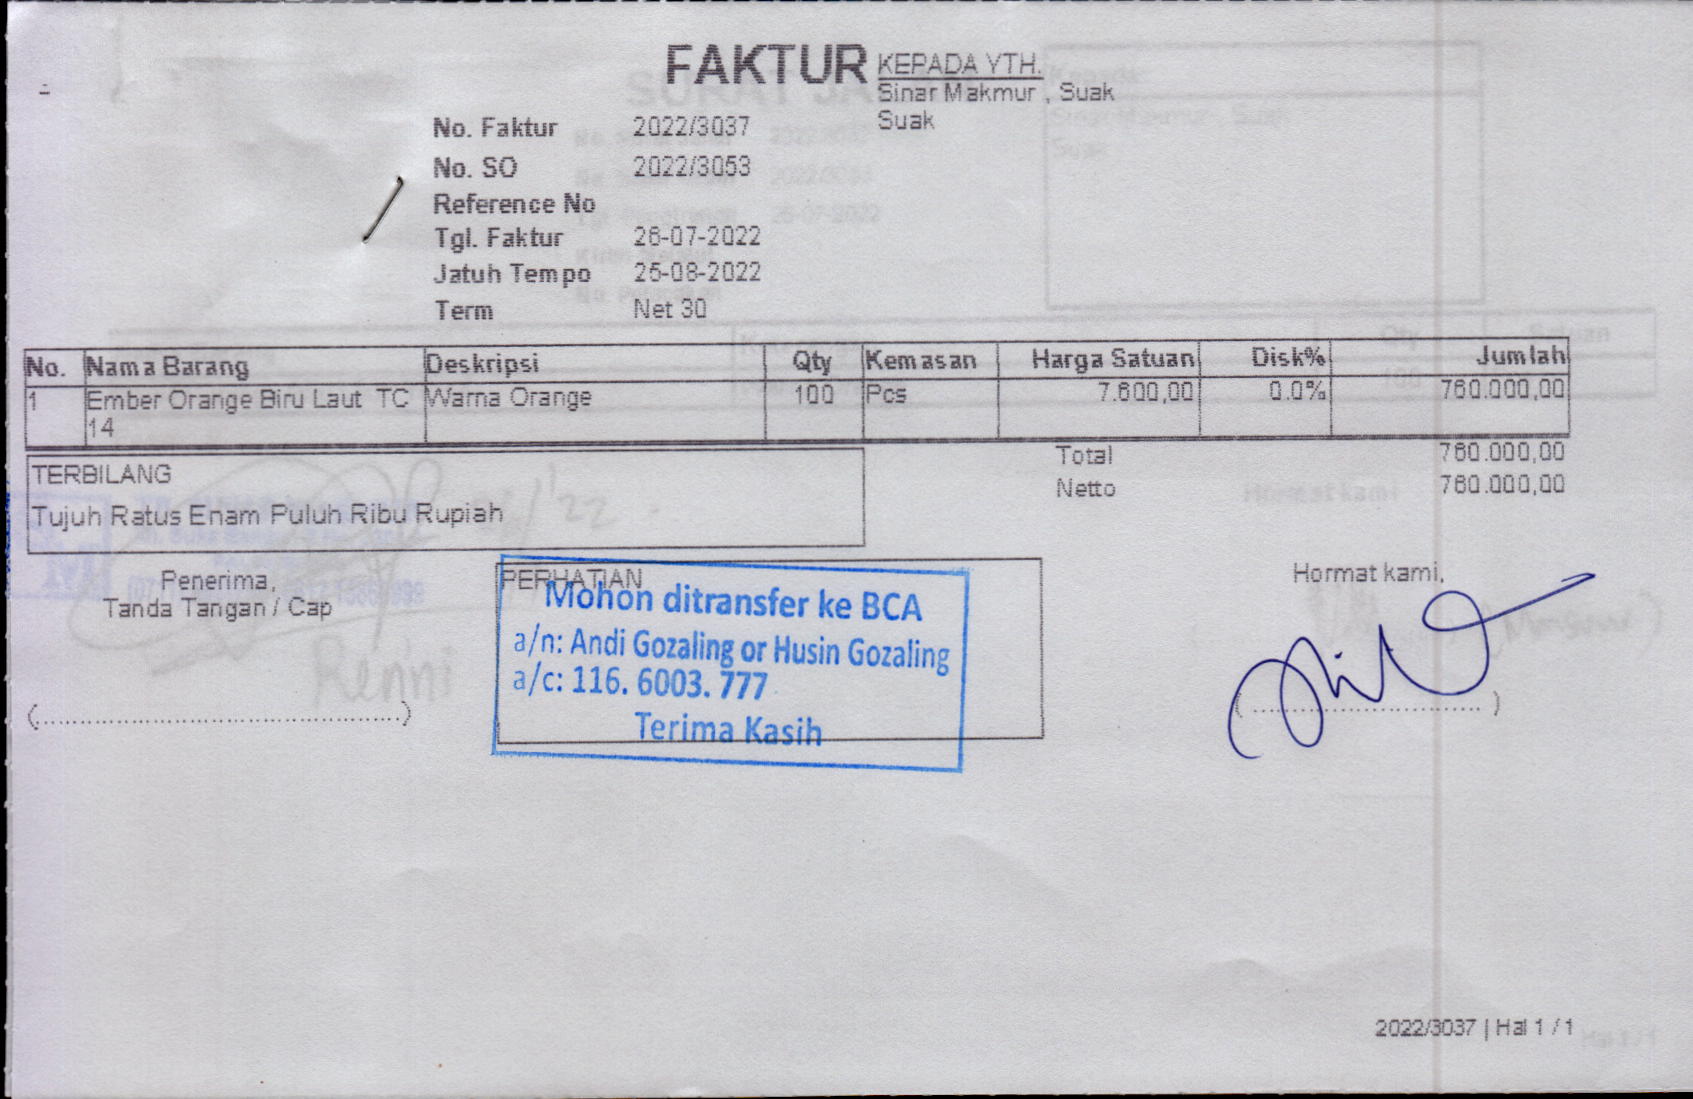 FAKTUR
KEPADA YTH.
Sinar Makmur , Suak
Suak
No. Faktur 2022/3037
No. SO 2022/3053
Reference No
Tgl. Faktur 26-07-2022
Jatuh Tempo 25-08-2022
Term Net 30
No. Nama Barang Deskripsi Qty Kemasan Harga Satuan Disk% Jumlah
1 Ember Orange Biru Laut TC Warna Orange 100 Pcs 7.600,00 0.0% 760.000,00
14
Total 760.000,00
Netto 760.000,00
TERBILANG
Tujuh Ratus Enam Puluh Ribu Rupiah
Penerima,
Tanda Tangan / Cap
Renni
PERHATIAN
Mohon ditransfer ke BCA
a/n: Andi Gozaling or Husin Gozaling
a/c: 116. 6003. 777
Terima Kasih
Hormat kami,
2022/3037 | Hal 1 / 1